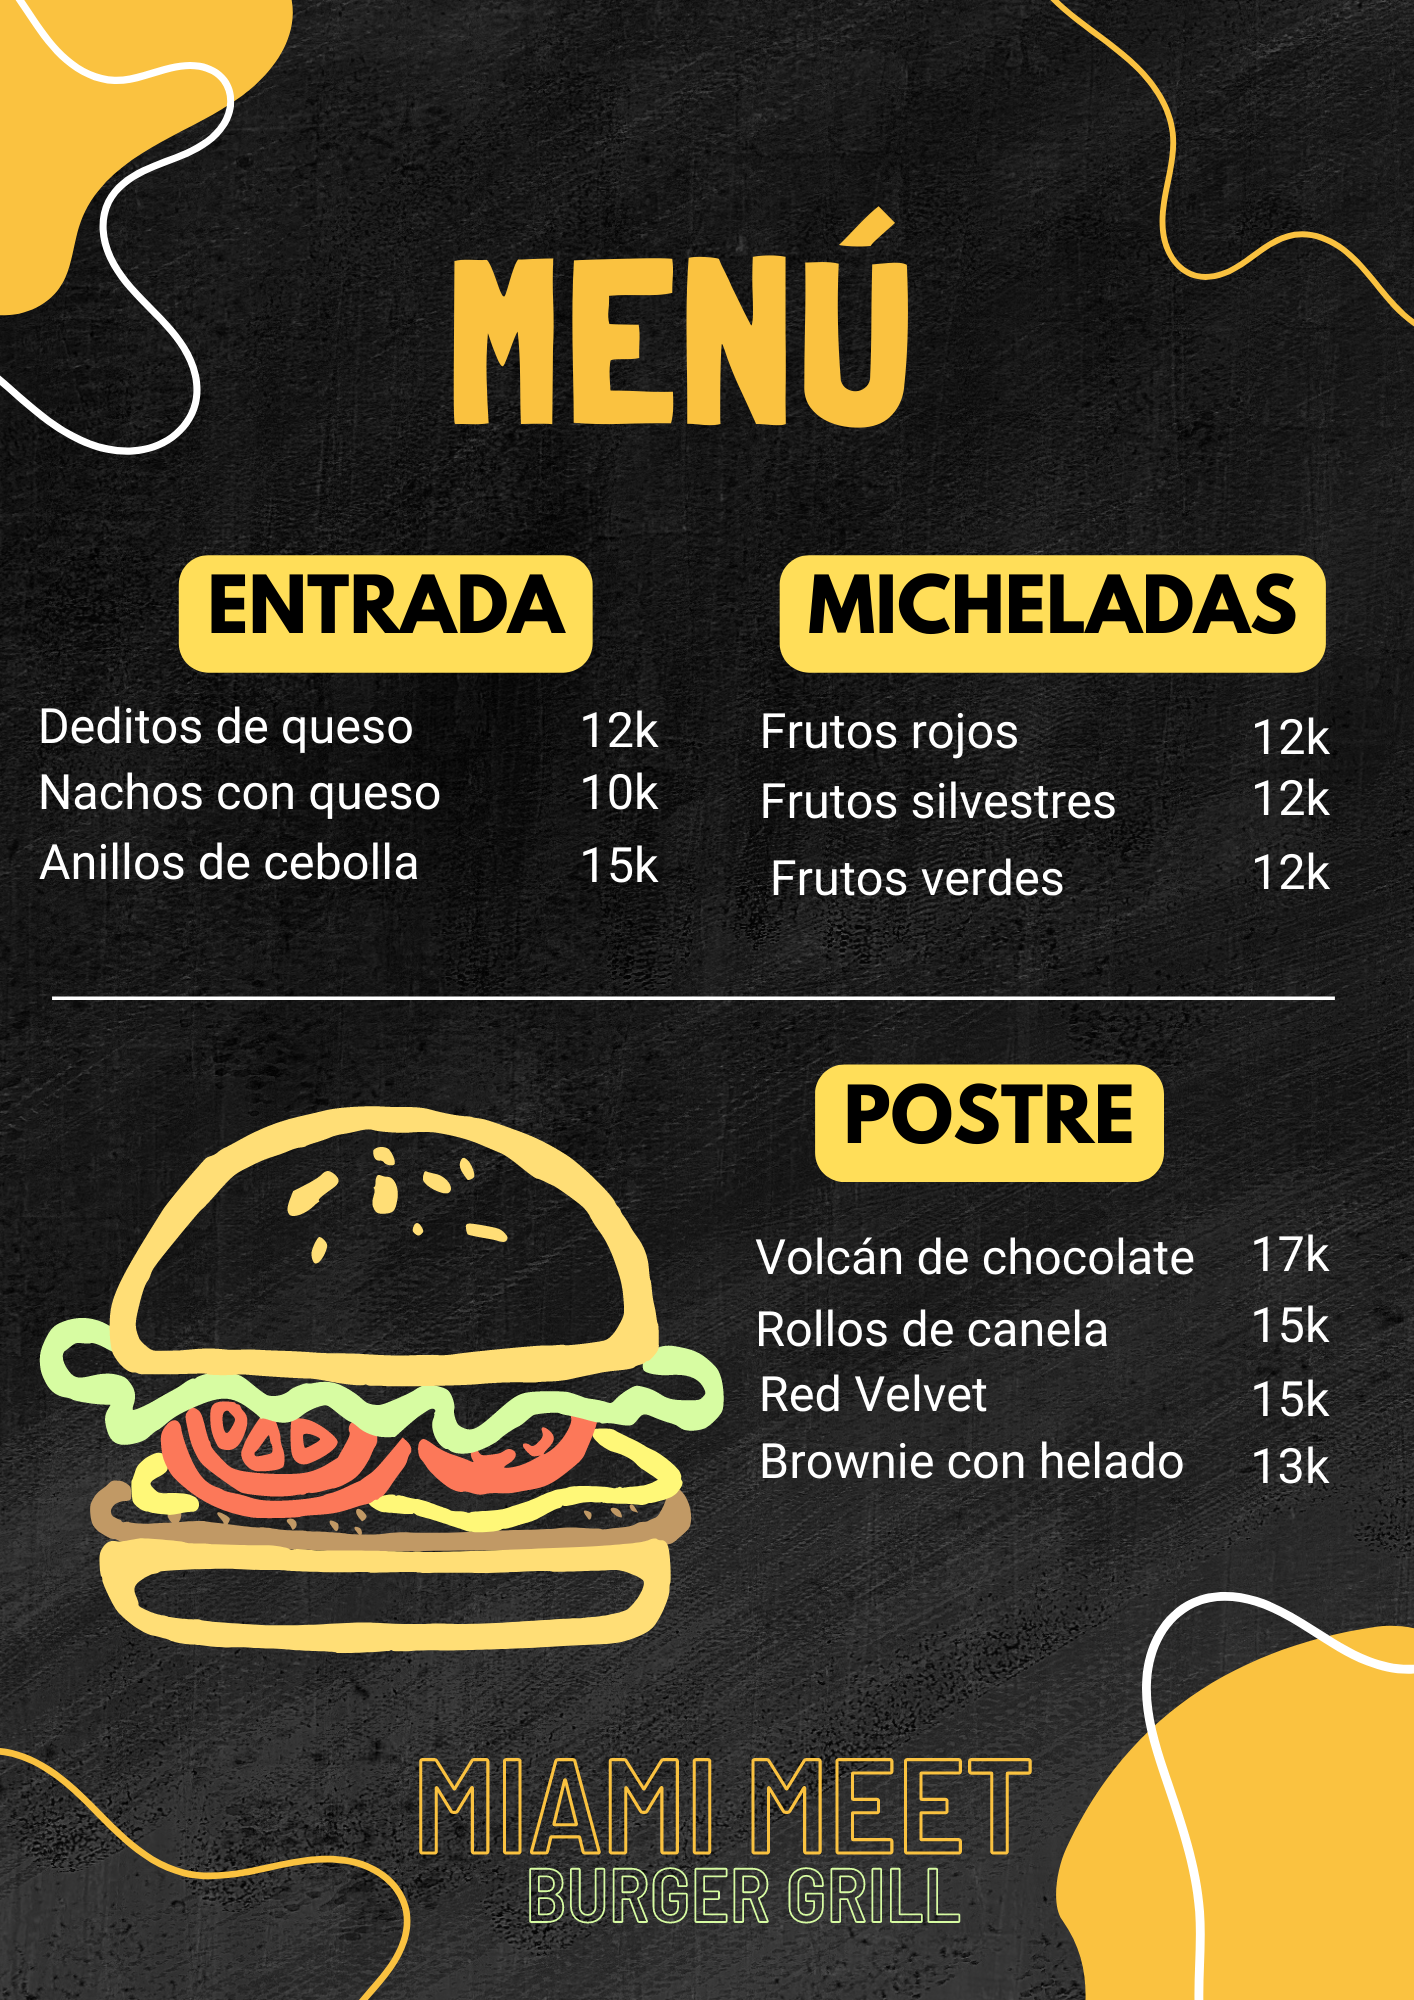 MENÚ
ENTRADA
Deditos de queso 12k
Nachos con queso 10k
Anillos de cebolla 15k
MICHELADAS
Frutos rojos 12k
Frutos silvestres 12k
Frutos verdes 12k
POSTRE
Volcán de chocolate 17k
Rollos de canela 15k
Red Velvet 15k
Brownie con helado 13k
MIAMI MEET
BURGER GRILL